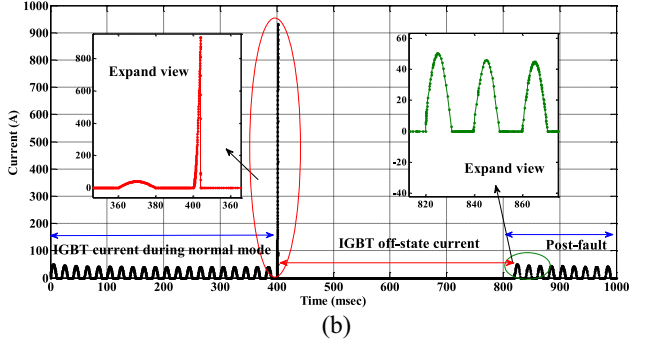 1000
900
800
700
600
500
400
300
200
100
0
Current (A)
Expand view
800
600
400
200
0
360 380 404 360
60
40
20
0
-20
-40
820 840 860
Expand view
IGBT current during normal mode
IGBT off-state current
Post-fault
0 100 200 300 400 500 600 700 800 900 1000
Time (msec)
(b)